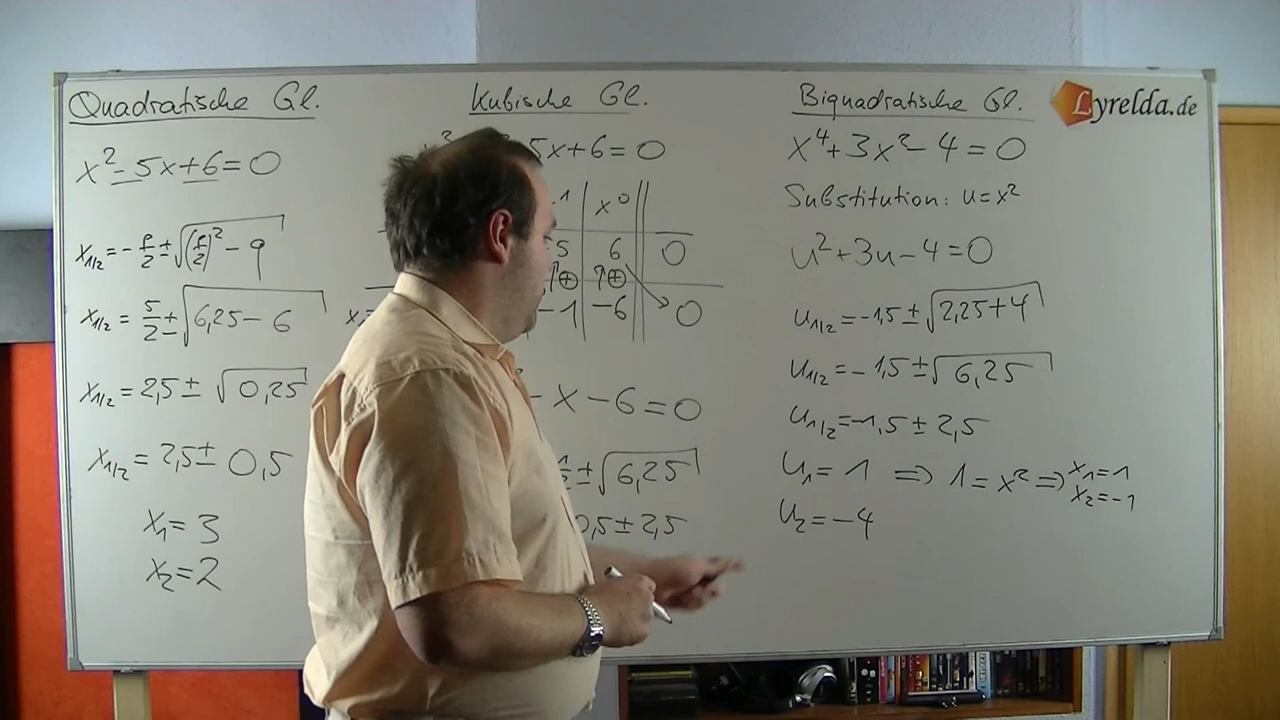 Quadratische Gl.
x² - 5x + 6 = 0
x₁/₂ = -p/2 ± √((p/2)² - q)
x₁/₂ = 5/2 ± √(6,25 - 6)
x₁/₂ = 2,5 ± √(0,25)
x₁/₂ = 2,5 ± 0,5
x₁ = 3
x₂ = 2
Kubische Gl.
5x + 6 = 0
1 x⁰
5 6 0
↑⊕ ↑⊕
-1 -6 0
- x - 6 = 0
± √(6,25)
0,5 ± 2,5
Biquadratische Gl.
x⁴ + 3x² - 4 = 0
Substitution: u = x²
u² + 3u - 4 = 0
u₁/₂ = -1,5 ± √(2,25 + 4)
u₁/₂ = -1,5 ± √(6,25)
u₁/₂ = -1,5 ± 2,5
u₁ = 1 ⇒ 1 = x² ⇒ x₁ = 1
x₂ = -1
u₂ = -4
Lyrelda.de